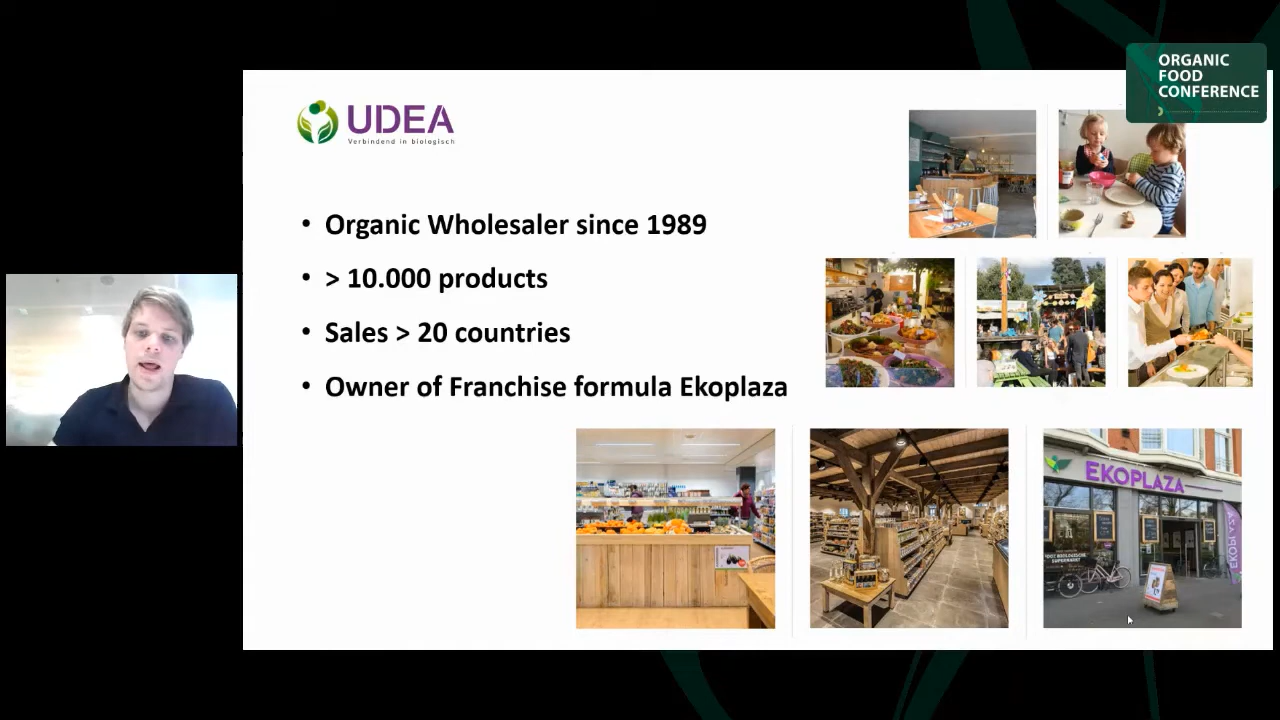 ORGANIC
FOOD
CONFERENCE
UDEA
Verbindend in biologisch
• Organic Wholesaler since 1989
• > 10.000 products
• Sales > 20 countries
• Owner of Franchise formula Ekoplaza
EKOPLAZA
EKOPLAZA